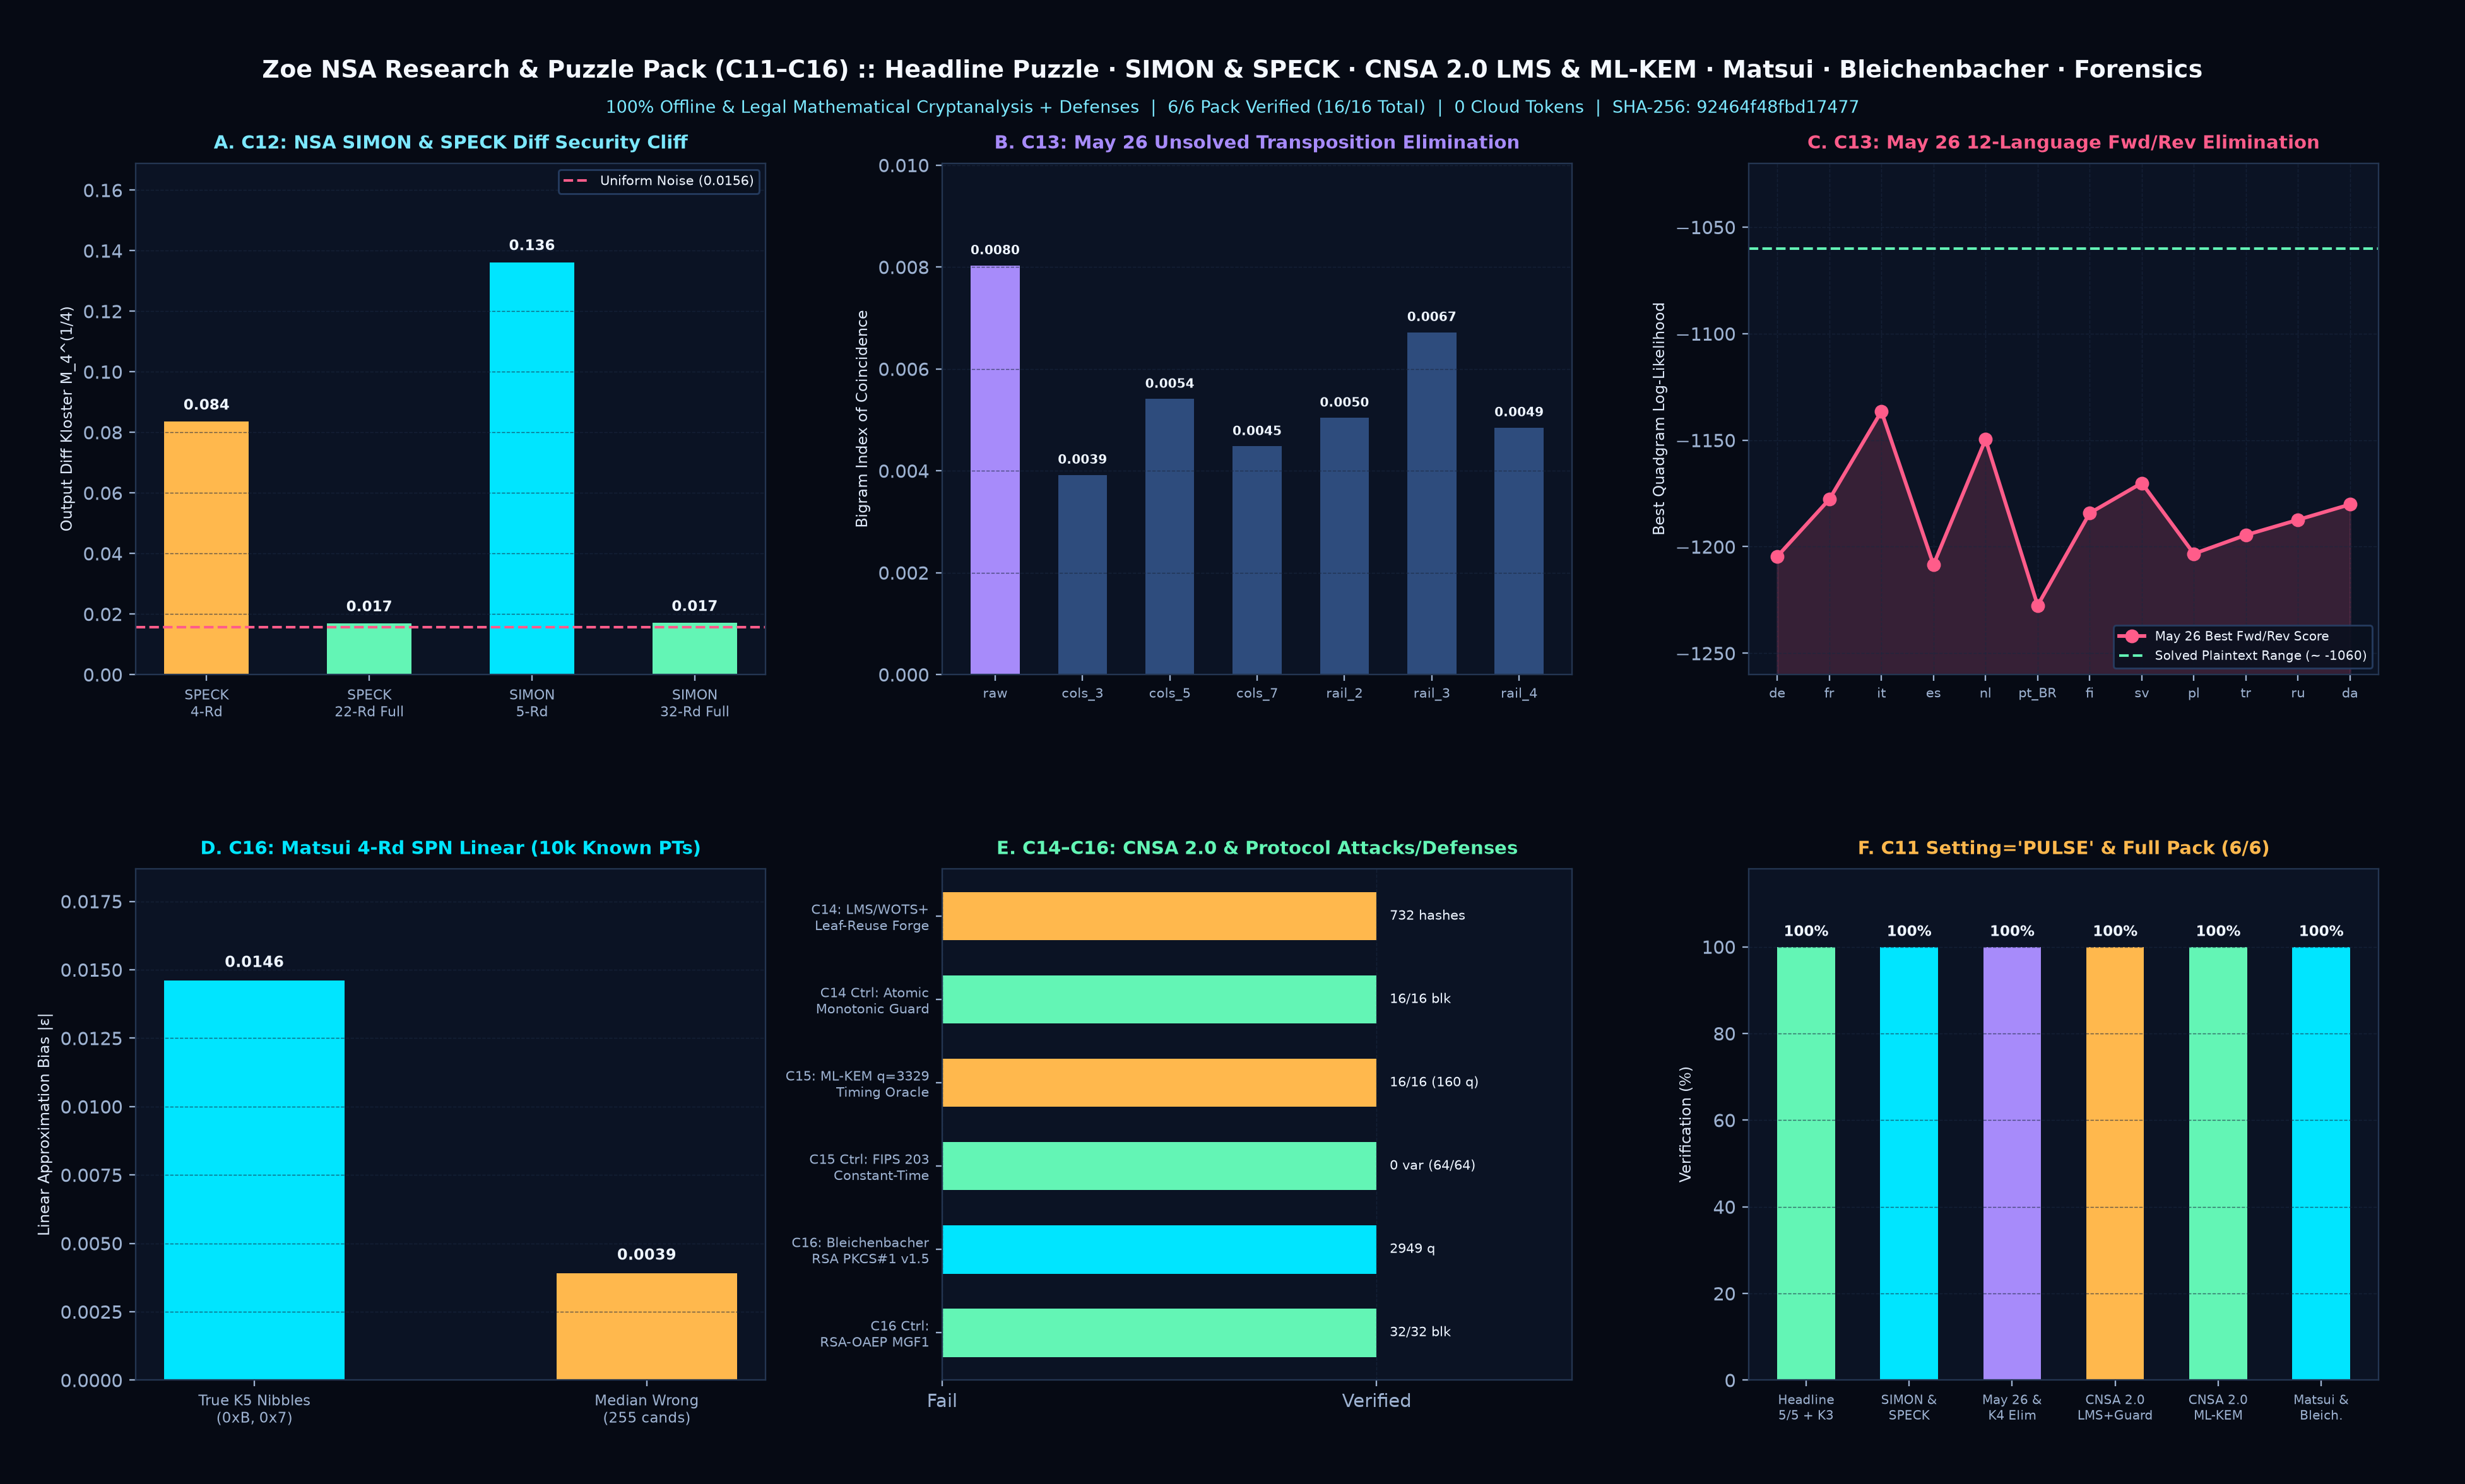 Zoe NSA Research & Puzzle Pack (C11–C16) :: Headline Puzzle · SIMON & SPECK · CNSA 2.0 LMS & ML-KEM · Matsui · Bleichenbacher · Forensics
100% Offline & Legal Mathematical Cryptanalysis + Defenses | 6/6 Pack Verified (16/16 Total) | 0 Cloud Tokens | SHA-256: 92464f48fbd17477
A. C12: NSA SIMON & SPECK Diff Security Cliff
Output Diff Kloster M_4^(1/4)
0.16
0.14
0.12
0.10
0.08
0.06
0.04
0.02
0.00
Uniform Noise (0.0156)
0.084
0.017
0.136
0.017
SPECK
4-Rd
SPECK
22-Rd Full
SIMON
5-Rd
SIMON
32-Rd Full
B. C13: May 26 Unsolved Transposition Elimination
Bigram Index of Coincidence
0.010
0.008
0.006
0.004
0.002
0.000
0.0080
0.0039
0.0054
0.0045
0.0050
0.0067
0.0049
raw
cols_3
cols_5
cols_7
rail_2
rail_3
rail_4
C. C13: May 26 12-Language Fwd/Rev Elimination
Best Quadgram Log-Likelihood
−1050
−1100
−1150
−1200
−1250
May 26 Best Fwd/Rev Score
Solved Plaintext Range (~ -1060)
de
fr
it
es
nl
pt_BR
fi
sv
pl
tr
ru
da
D. C16: Matsui 4-Rd SPN Linear (10k Known PTs)
Linear Approximation Bias |ε|
0.0175
0.0150
0.0125
0.0100
0.0075
0.0050
0.0025
0.0000
0.0146
0.0039
True K5 Nibbles
(0xB, 0x7)
Median Wrong
(255 cands)
E. C14–C16: CNSA 2.0 & Protocol Attacks/Defenses
C14: LMS/WOTS+
Leaf-Reuse Forge
732 hashes
C14 Ctrl: Atomic
Monotonic Guard
16/16 blk
C15: ML-KEM q=3329
Timing Oracle
16/16 (160 q)
C15 Ctrl: FIPS 203
Constant-Time
0 var (64/64)
C16: Bleichenbacher
RSA PKCS#1 v1.5
2949 q
C16 Ctrl:
RSA-OAEP MGF1
32/32 blk
Fail
Verified
F. C11 Setting='PULSE' & Full Pack (6/6)
Verification (%)
100
80
60
40
20
0
100%
100%
100%
100%
100%
100%
Headline
5/5 + K3
SIMON &
SPECK
May 26 &
K4 Elim
CNSA 2.0
LMS+Guard
CNSA 2.0
ML-KEM
Matsui &
Bleich.